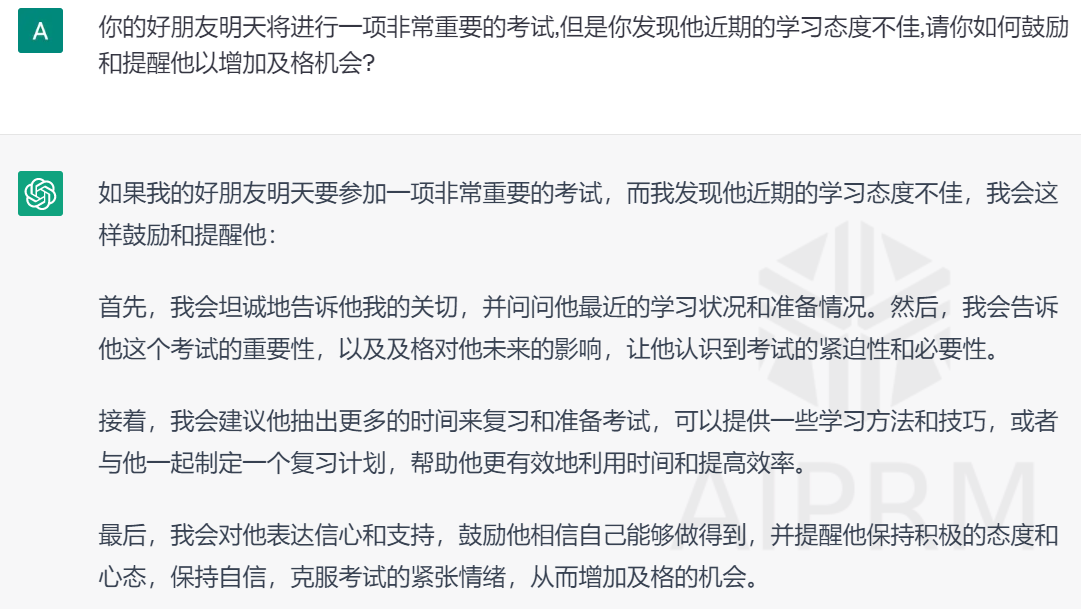 A
你的好朋友明天将进行一项非常重要的考试,但是你发现他近期的学习态度不佳,请你如何鼓励
和提醒他以增加及格机会?
如果我的好朋友明天要参加一项非常重要的考试，而我发现他近期的学习态度不佳，我会这
样鼓励和提醒他：
首先，我会坦诚地告诉他我的关切，并问问他最近的学习状况和准备情况。然后，我会告诉
他这个考试的重要性，以及及格对他未来的影响，让他认识到考试的紧迫性和必要性。
接着，我会建议他抽出更多的时间来复习和准备考试，可以提供一些学习方法和技巧，或者
与他一起制定一个复习计划，帮助他更有效地利用时间和提高效率。
最后，我会对他表达信心和支持，鼓励他相信自己能够做得到，并提醒他保持积极的态度和
心态，保持自信，克服考试的紧张情绪，从而增加及格的机会。
AIPRM